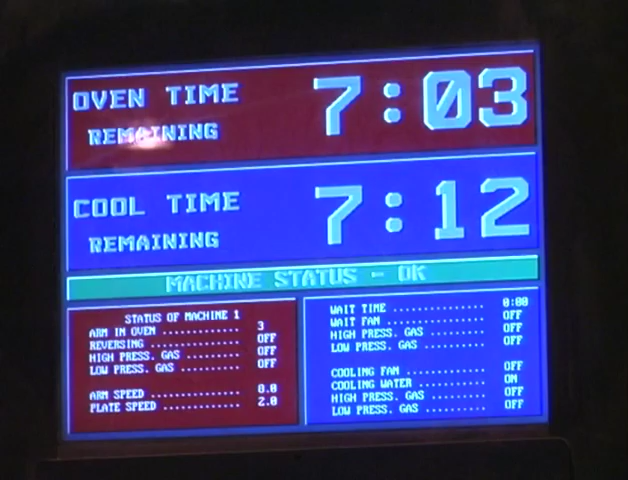 OVEN TIME
REMAINING
7:03
COOL TIME
REMAINING
7:12
MACHINE STATUS - OK
STATUS OF MACHINE 1
ARM IN OVEN ............. 3
REVERSING ............... OFF
HIGH PRESS. GAS ......... OFF
LOW PRESS. GAS .......... OFF
ARM SPEED ............... 0.0
PLATE SPEED ............. 2.0
WAIT TIME ............... 0:00
WAIT FAN ................ OFF
HIGH PRESS. GAS ......... OFF
LOW PRESS. GAS .......... OFF
COOLING FAN ............. OFF
COOLING WATER ........... ON
HIGH PRESS. GAS ......... OFF
LOW PRESS. GAS .......... OFF